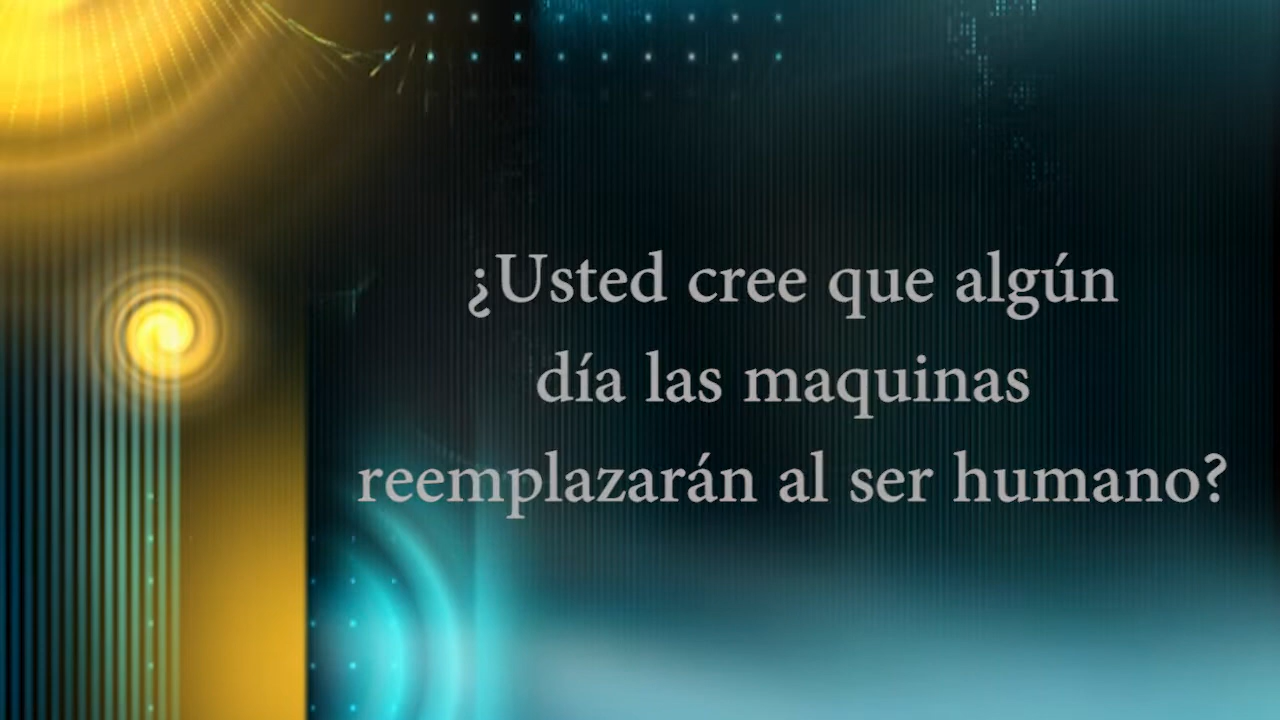 ¿Usted cree que algún
día las maquinas
reemplazarán al ser humano?